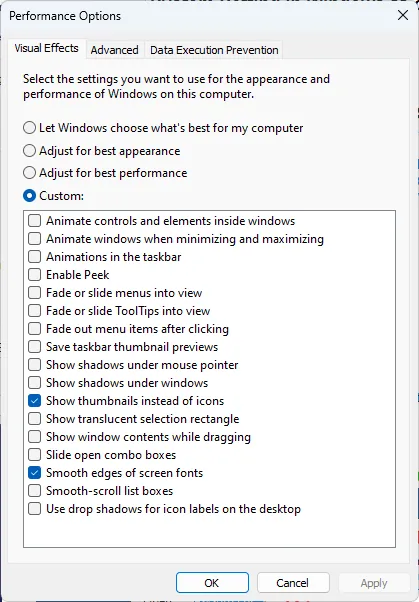 Performance Options
Visual Effects Advanced Data Execution Prevention
Select the settings you want to use for the appearance and
performance of Windows on this computer.
Let Windows choose what's best for my computer
Adjust for best appearance
Adjust for best performance
Custom:
Animate controls and elements inside windows
Animate windows when minimizing and maximizing
Animations in the taskbar
Enable Peek
Fade or slide menus into view
Fade or slide ToolTips into view
Fade out menu items after clicking
Save taskbar thumbnail previews
Show shadows under mouse pointer
Show shadows under windows
Show thumbnails instead of icons
Show translucent selection rectangle
Show window contents while dragging
Slide open combo boxes
Smooth edges of screen fonts
Smooth-scroll list boxes
Use drop shadows for icon labels on the desktop
OK Cancel Apply